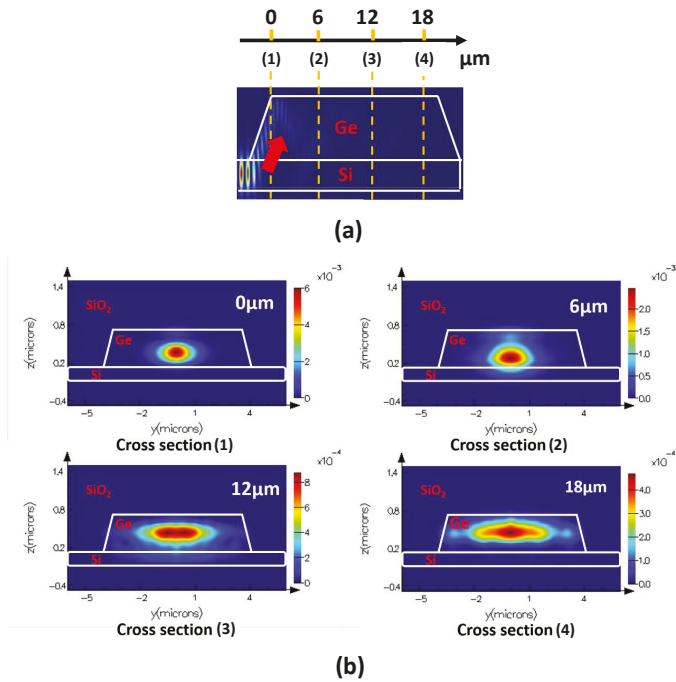 0 6 12 18
(1) (2) (3) (4)
μm
Ge
Si
(a)
×10⁻³
6
4
2
0
1.4
0.8
0.2
−0.4
z(microns)
SiO₂
0μm
Ge
Si
−5 −2 1 4
y(microns)
Cross section (1)
×10⁻³
2.0
1.5
1.0
0.5
0.0
1.4
0.8
0.2
−0.4
z(microns)
SiO₂
6μm
Ge
Si
−5 −2 1 4
y(microns)
Cross section (2)
×10⁻⁴
8
6
4
2
0
1.4
0.8
0.2
−0.4
z(microns)
SiO₂
12μm
Ge
Si
−5 −2 1 4
y(microns)
Cross section (3)
×10⁻⁴
4.0
3.0
2.0
1.0
0.0
1.4
0.8
0.2
−0.4
z(microns)
SiO₂
18μm
Ge
Si
−5 −2 1 4
y(microns)
Cross section (4)
(b)